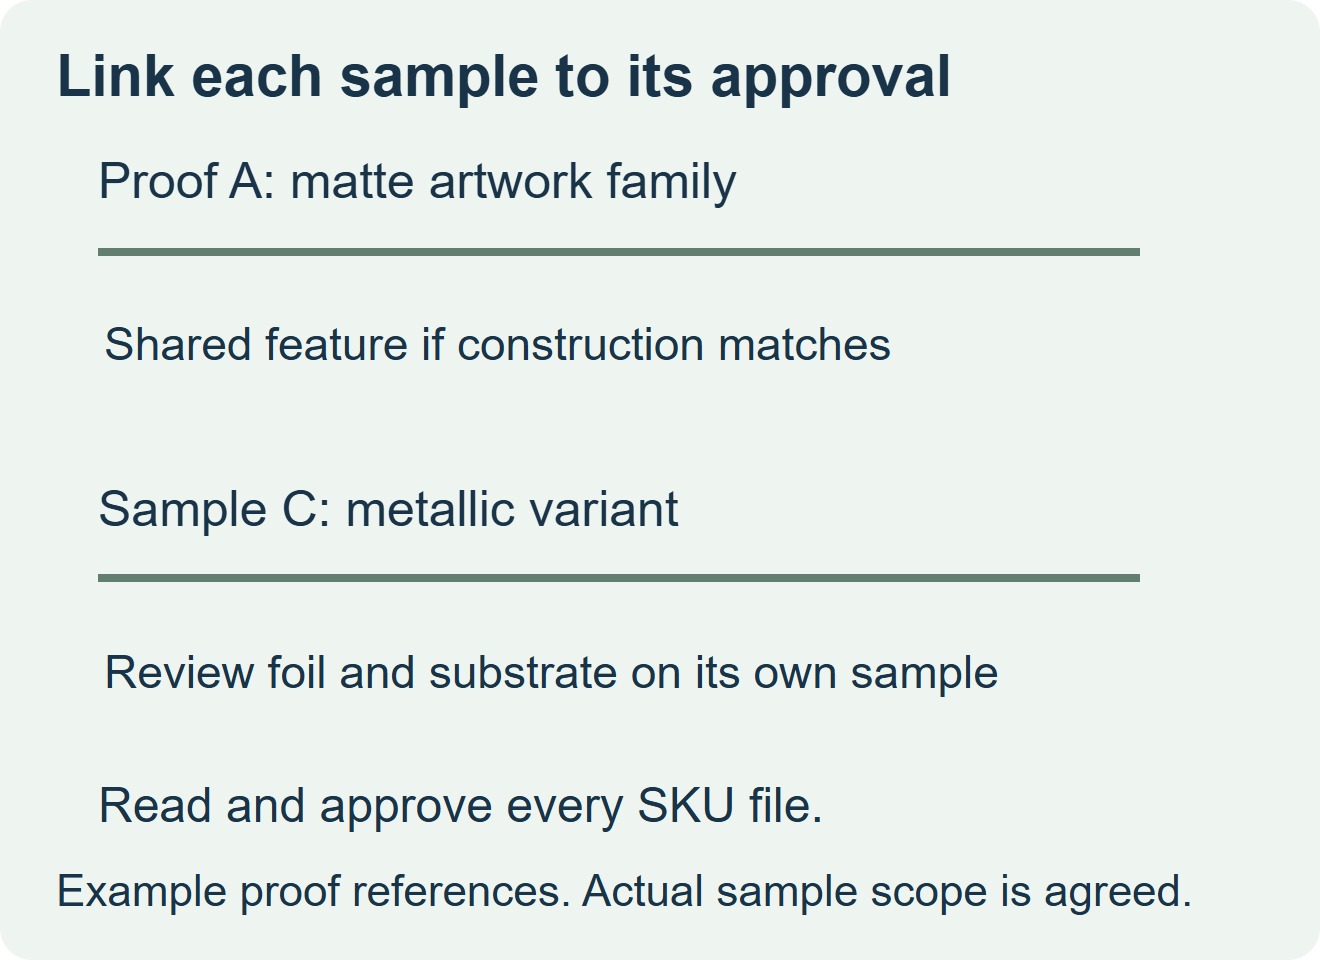 Link each sample to its approval
Proof A: matte artwork family
Shared feature if construction matches
Sample C: metallic variant
Review foil and substrate on its own sample
Read and approve every SKU file.
Example proof references. Actual sample scope is agreed.